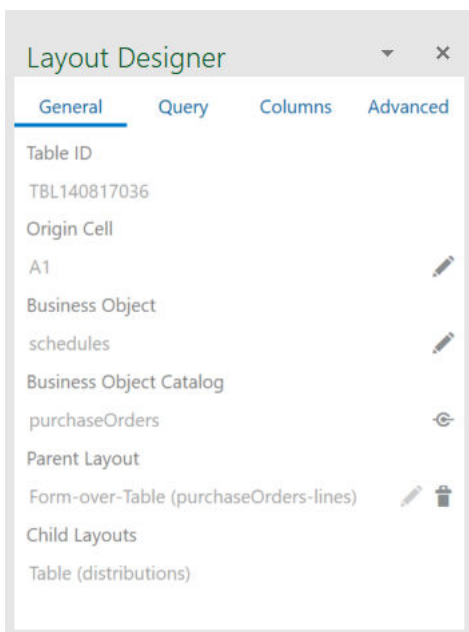 Layout Designer
General Query Columns Advanced
Table ID
TBL140817036
Origin Cell
A1
Business Object
schedules
Business Object Catalog
purchaseOrders
Parent Layout
Form-over-Table (purchaseOrders-lines)
Child Layouts
Table (distributions)